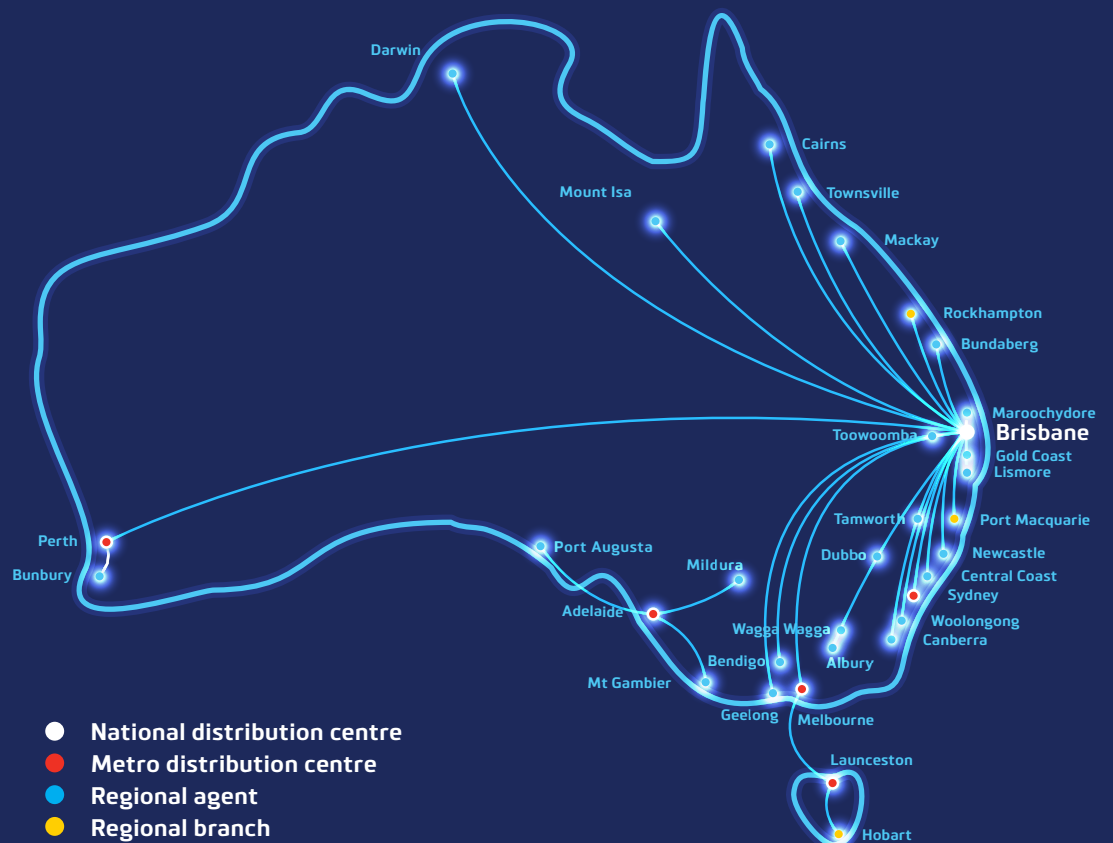 Darwin
Cairns
Mount Isa
Townsville
Mackay
Rockhampton
Bundaberg
Maroochydore
Brisbane
Toowoomba
Gold Coast
Lismore
Tamworth
Port Macquarie
Perth
Port Augusta
Dubbo
Newcastle
Mildura
Bunbury
Central Coast
Sydney
Adelaide
Woolongong
Wagga Wagga
Canberra
Bendigo
Albury
Mt Gambier
Geelong
Melbourne
National distribution centre
Launceston
Metro distribution centre
Regional agent
Regional branch
Hobart